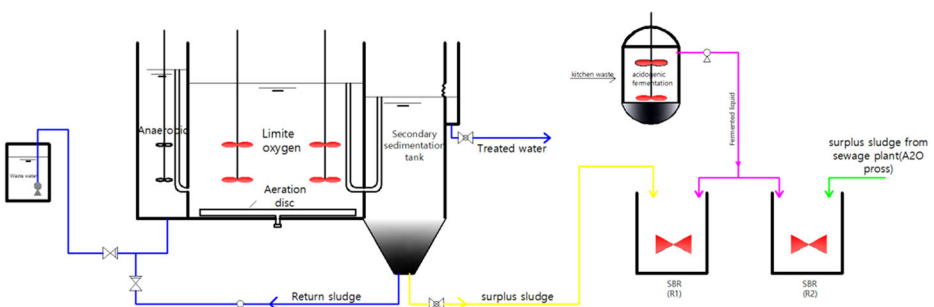 Waste water
Anaerobic
Limite
oxygen
Aeration
disc
Secondary
sedimentation
tank
Treated water
Return sludge
surplus sludge
kitchen waste
acidogenic
fermentation
Fermented liquid
surplus sludge from
sewage plant(A2O
pross)
SBR
(R1)
SBR
(R2)